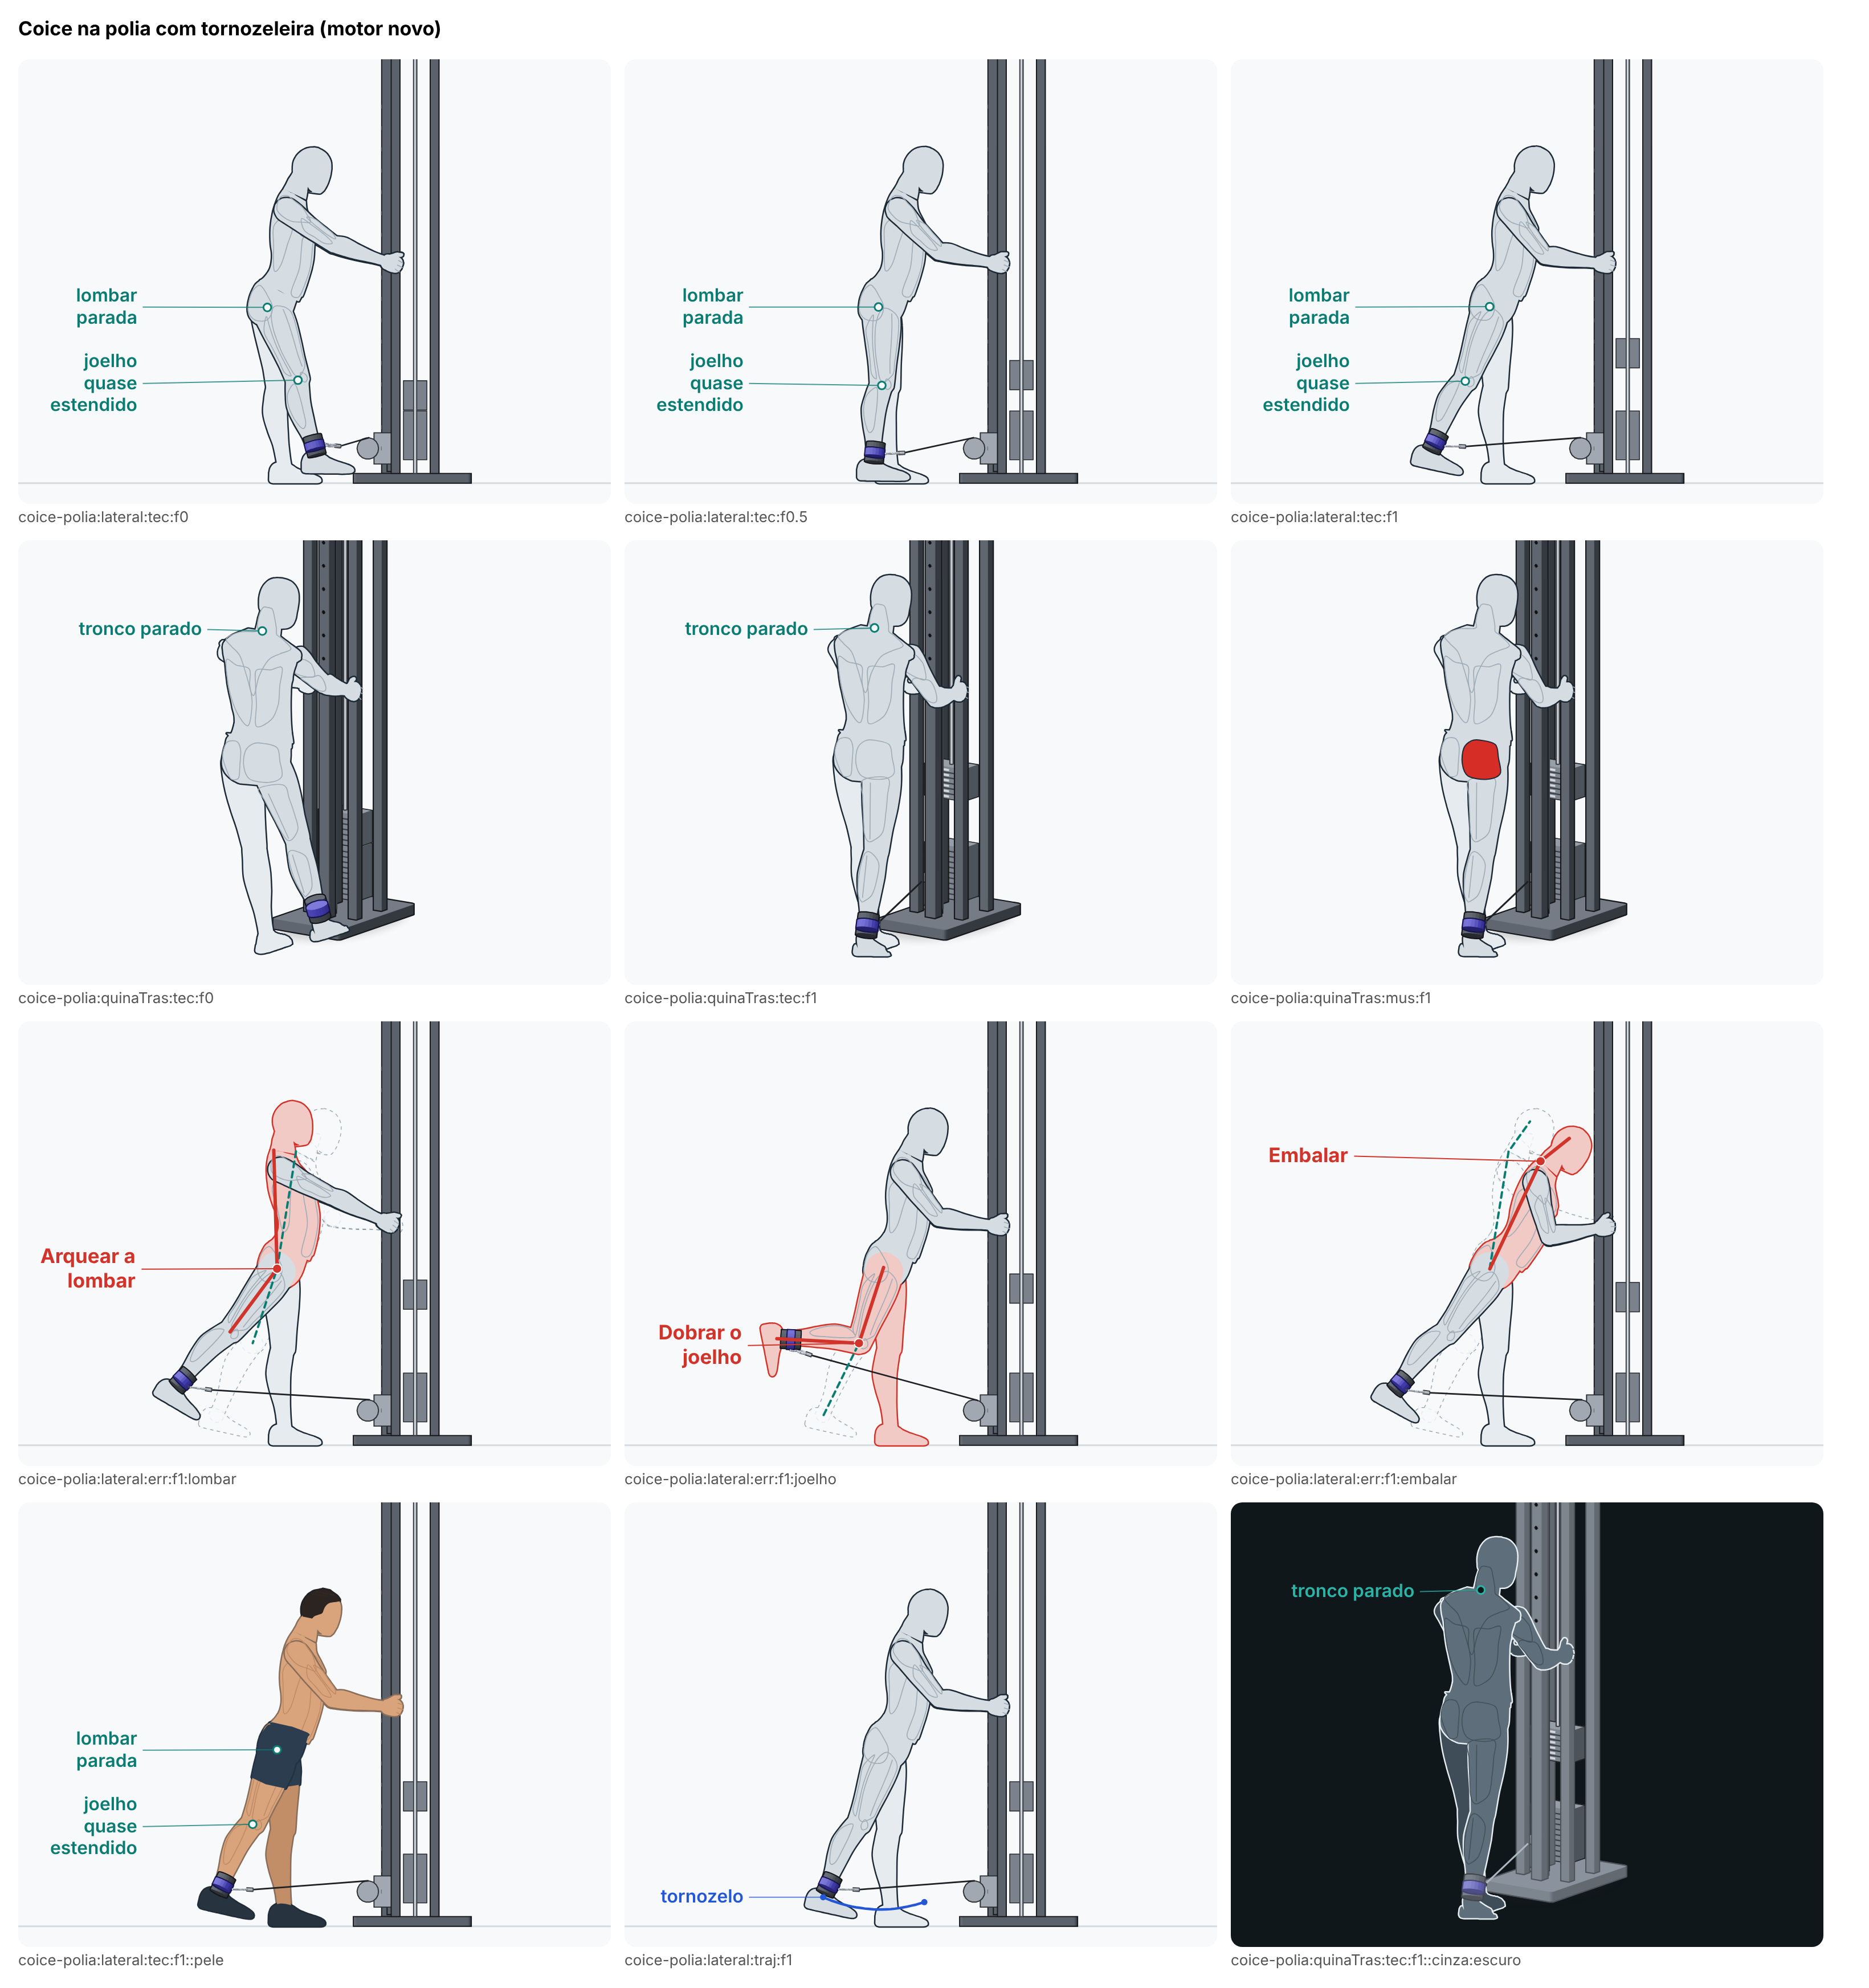 Coice na polia com tornozeleira (motor novo)
lombar
parada
joelho
quase
estendido
coice-polia:lateral:tec:f0
lombar
parada
joelho
quase
estendido
coice-polia:lateral:tec:f0.5
lombar
parada
joelho
quase
estendido
coice-polia:lateral:tec:f1
tronco parado
coice-polia:quinaTras:tec:f0
tronco parado
coice-polia:quinaTras:tec:f1
coice-polia:quinaTras:mus:f1
Arquear a
lombar
coice-polia:lateral:err:f1:lombar
Dobrar o
joelho
coice-polia:lateral:err:f1:joelho
Embalar
coice-polia:lateral:err:f1:embalar
lombar
parada
joelho
quase
estendido
coice-polia:lateral:tec:f1::pele
tornozelo
coice-polia:lateral:traj:f1
tronco parado
coice-polia:quinaTras:tec:f1::cinza:escuro